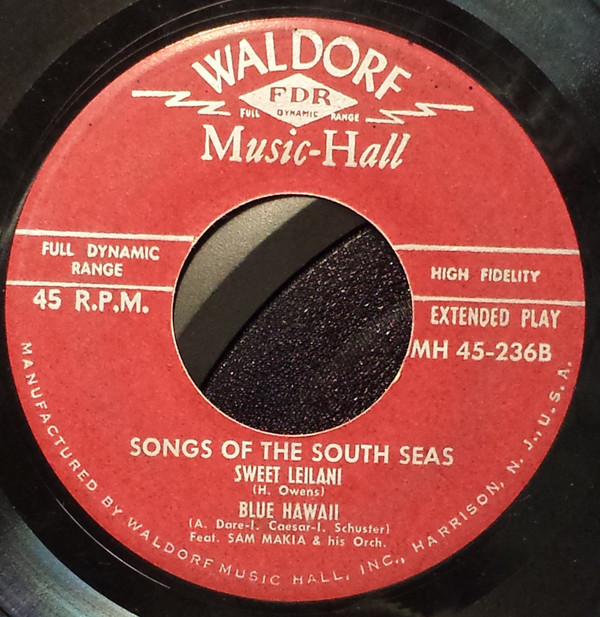 WALDORF
FDR
FULL DYNAMIC RANGE
Music-Hall
FULL DYNAMIC
RANGE
HIGH FIDELITY
45 R.P.M.
EXTENDED PLAY
MH 45-236B
SONGS OF THE SOUTH SEAS
SWEET LEILANI
(H. Owens)
BLUE HAWAII
(A. Dare-I. Caesar-I. Schuster)
Feat. SAM MAKIA & his Orch.
MANUFACTURED BY WALDORF MUSIC HALL, INC., HARRISON, N. J., U.S.A.